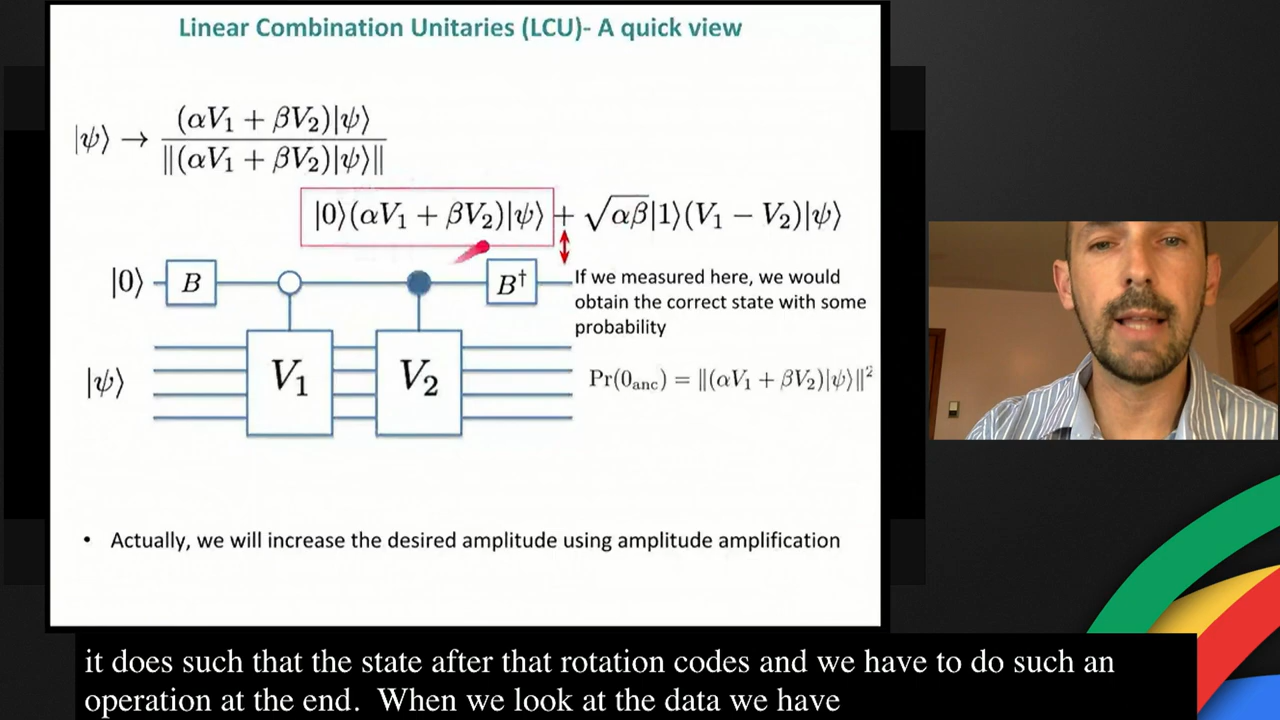 Linear Combination Unitaries (LCU)- A quick view
|ψ⟩ → (αV₁ + βV₂)|ψ⟩ / ‖(αV₁ + βV₂)|ψ⟩‖
|0⟩(αV₁ + βV₂)|ψ⟩ + √αβ|1⟩(V₁ − V₂)|ψ⟩
|0⟩ B B†
If we measured here, we would
obtain the correct state with some
probability
|ψ⟩ V₁ V₂
Pr(0anc) = ‖(αV₁ + βV₂)|ψ⟩‖²
• Actually, we will increase the desired amplitude using amplitude amplification
it does such that the state after that rotation codes and we have to do such an
operation at the end. When we look at the data we have